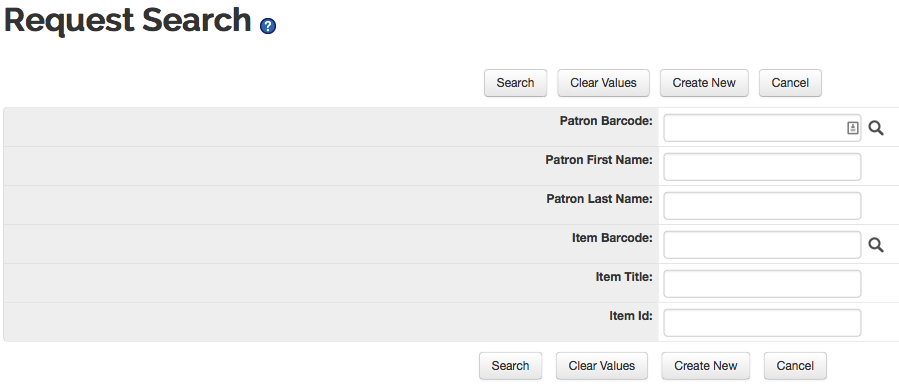 Request Search ?
Search Clear Values Create New Cancel
Patron Barcode:
Patron First Name:
Patron Last Name:
Item Barcode:
Item Title:
Item Id:
Search Clear Values Create New Cancel